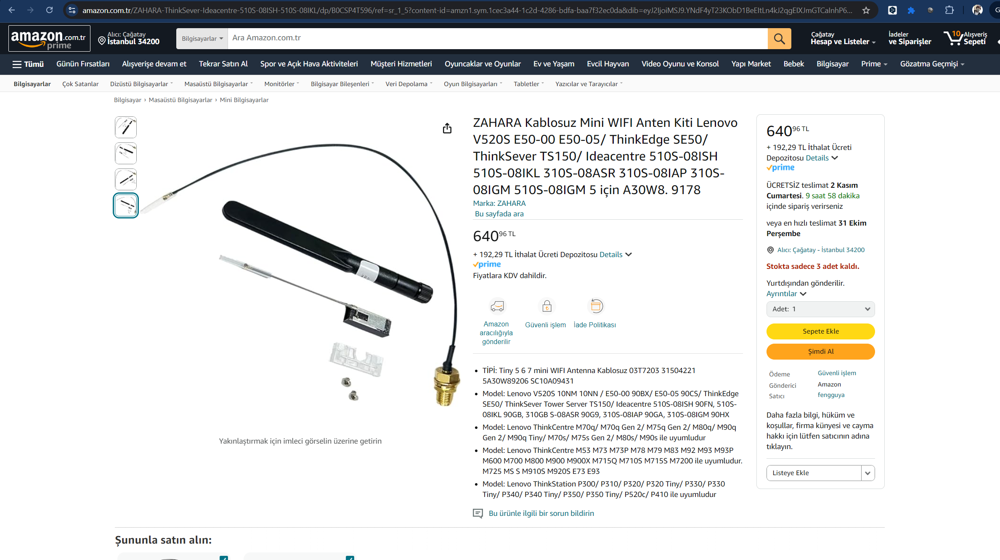 amazon.com.tr/ZAHARA-ThinkSever-Ideacentre-510S-08ISH-510S-08IKL/dp/B0CSP4T596/ref=sr_1_5?content-id=amzn1.sym.1cec3a44-1c2d-4286-bdfa-baa7f32ec0da&dib=eyJ2IjoiMSJ9.YNdF4yT23KObD1BeEItLn4kJ2qgEIXJmGTCaInhP6...
amazon.com.tr
prime
Alıcı: Çağatay
İstanbul 34200
Bilgisayarlar
Ara Amazon.com.tr
Çağatay
Hesap ve Listeler
İadeler
ve Siparişler
10 Alışveriş
Sepeti
Tümü Günün Fırsatları Alışverişe devam et Tekrar Satın Al Spor ve Açık Hava Aktiviteleri Müşteri Hizmetleri Oyuncaklar ve Oyunlar Ev ve Yaşam Evcil Hayvan Video Oyunu ve Konsol Yapı Market Bebek Bilgisayar Prime Gözatma Geçmişi
Bilgisayarlar Çok Satanlar Dizüstü Bilgisayarlar Masaüstü Bilgisayarlar Monitörler Bilgisayar Bileşenleri Veri Depolama Oyun Bilgisayarları Tabletler Yazıcılar ve Tarayıcılar
Bilgisayar › Masaüstü Bilgisayarlar › Mini Bilgisayarlar
Yakınlaştırmak için imleci görselin üzerine getirin
ZAHARA Kablosuz Mini WIFI Anten Kiti Lenovo
V520S E50-00 E50-05/ ThinkEdge SE50/
ThinkSever TS150/ Ideacentre 510S-08ISH
510S-08IKL 310S-08ASR 310S-08IAP 310S-
08IGM 510S-08IGM 5 için A30W8. 9178
Marka: ZAHARA
Bu sayfada ara
640⁹⁶ TL
+ 192,29 TL İthalat Ücreti Depozitosu Details
prime
Fiyatlara KDV dahildir.
Amazon
aracılığıyla
gönderilir
Güvenli işlem
İade Politikası
• TİPİ: Tiny 5 6 7 mini WIFI Antenna Kablosuz 03T7203 31504221
5A30W89206 SC10A09431
• Model: Lenovo V520S 10NM 10NN / E50-00 90BX/ E50-05 90CS/ ThinkEdge
SE50/ ThinkSever Tower Server TS150/ Ideacentre 510S-08ISH 90FN, 510S-
08IKL 90GB, 310GB S-08ASR 90G9, 310S-08IAP 90GA, 310S-08IGM 90HX
• Model: Lenovo ThinkCentre M70q/ M70q Gen 2/ M75q Gen 2/ M80q/ M90q
Gen 2/ M90q Tiny/ M70s/ M75s Gen 2/ M80s/ M90s ile uyumludur
• Model: Lenovo ThinkCentre M53 M73 M73P M78 M79 M83 M92 M93 M93P
M600 M700 M800 M900 M900X M715Q M710S M715S M7200 ile uyumludur.
M725 MS S M910S M920S E73 E93
• Model: Lenovo ThinkStation P300/ P310/ P320/ P320 Tiny/ P330/ P330
Tiny/ P340/ P340 Tiny/ P350/ P350 Tiny/ P520c/ P410 ile uyumludur
Bu ürünle ilgili bir sorun bildirin
640⁹⁶ TL
+ 192,29 TL İthalat Ücreti
Depozitosu Details
prime
ÜCRETSİZ teslimat 2 Kasım
Cumartesi. 9 saat 58 dakika
içinde sipariş verirseniz
veya en hızlı teslimat 31 Ekim
Perşembe
Alıcı: Çağatay - İstanbul 34200
Stokta sadece 3 adet kaldı.
Yurtdışından gönderilir.
Ayrıntılar
Adet: 1
Sepete Ekle
Şimdi Al
Ödeme Güvenli işlem
Gönderici Amazon
Satıcı fengguya
Daha fazla bilgi, hüküm ve
koşullar, firma künyesi ve cayma
hakkı için lütfen satıcının adına
tıklayın.
Listeye Ekle
Şununla satın alın: